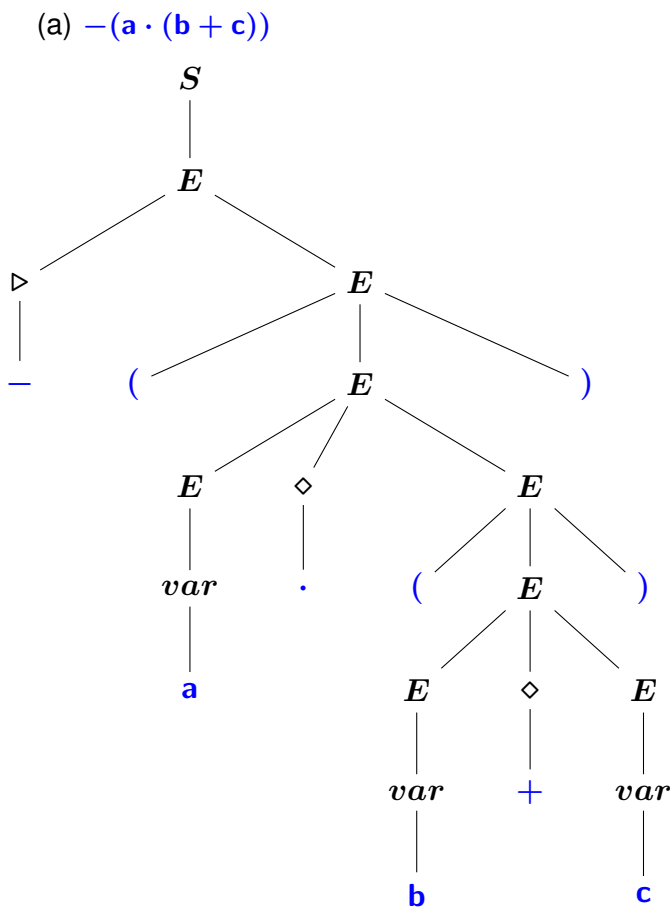 (a) −(a · (b + c))
S
E
▷ E
− ( E )
E ◇ E
var · ( E )
a E ◇ E
var + var
b c